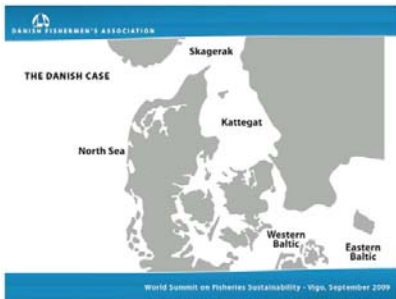 DANISH FISHERMEN'S ASSOCIATION
Skagerak
THE DANISH CASE
Kattegat
North Sea
Western
Baltic
Eastern
Baltic
World Summit on Fisheries Sustainability - Vigo, September 2009